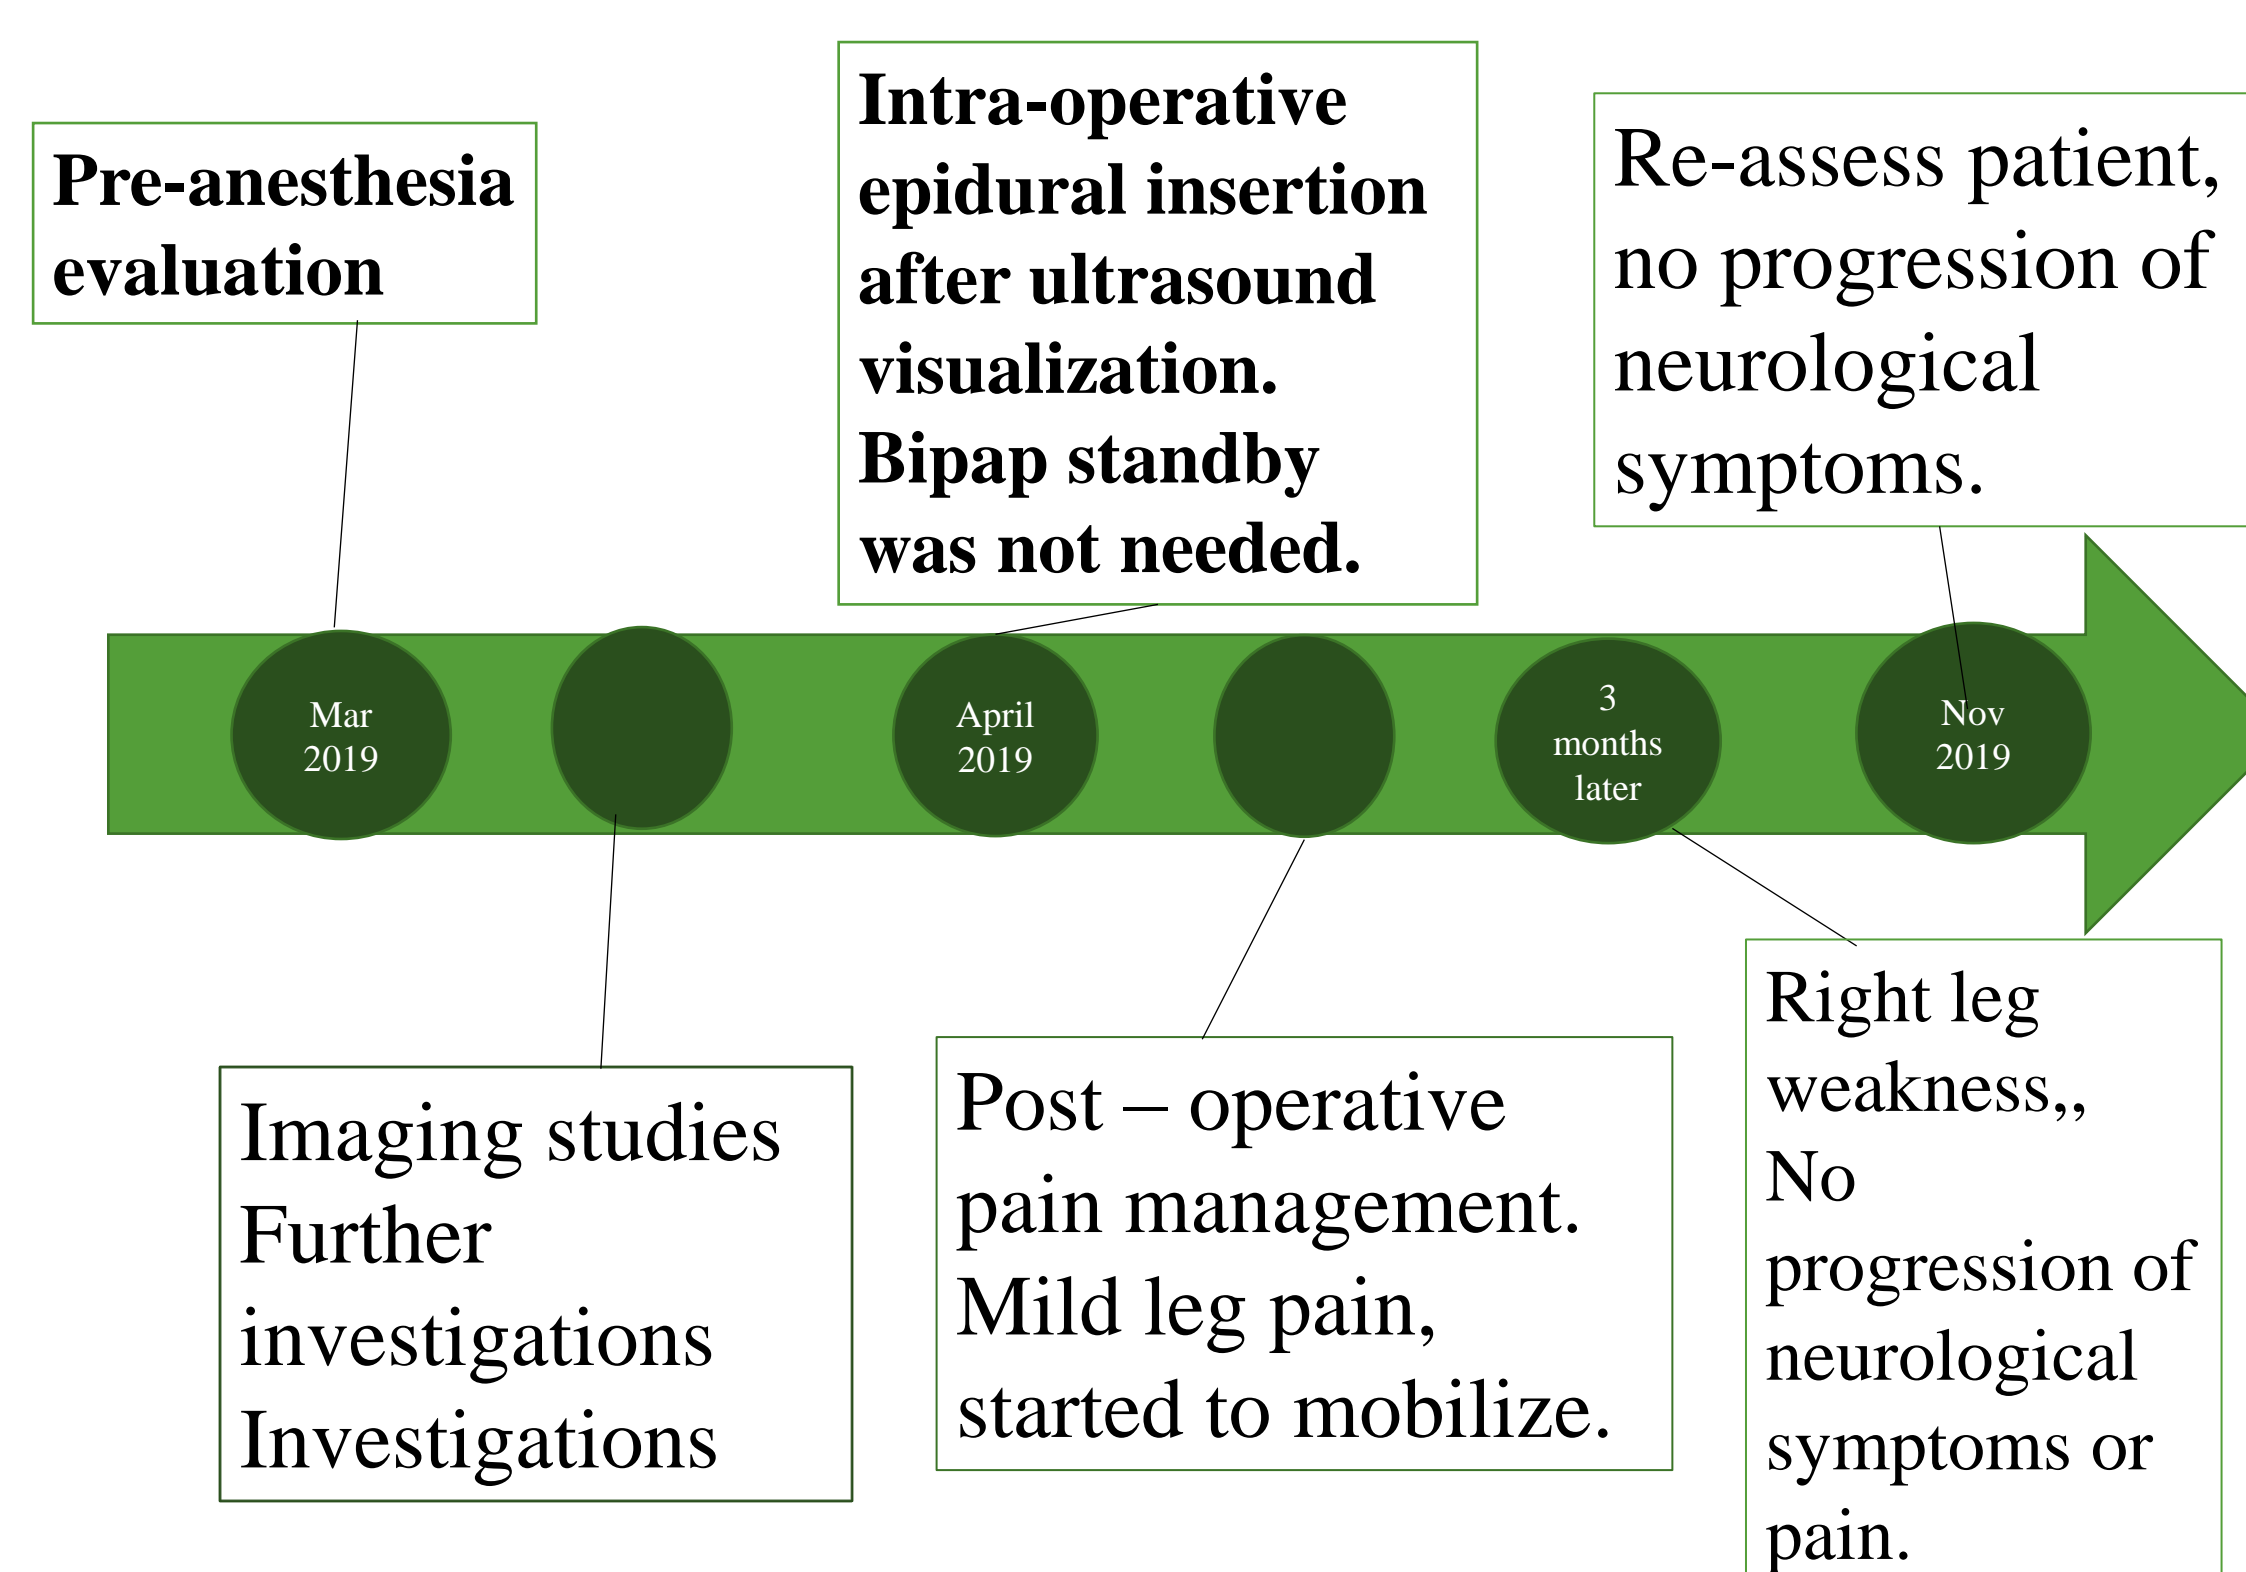 Pre-anesthesia
evaluation
Intra-operative
epidural insertion
after ultrasound
visualization.
Bipap standby
was not needed.
Re-assess patient,
no progression of
neurological
symptoms.
Mar
2019
April
2019
3
months
later
Nov
2019
Imaging studies
Further
investigations
Investigations
Post – operative
pain management.
Mild leg pain,
started to mobilize.
Right leg
weakness,,
No
progression of
neurological
symptoms or
pain.